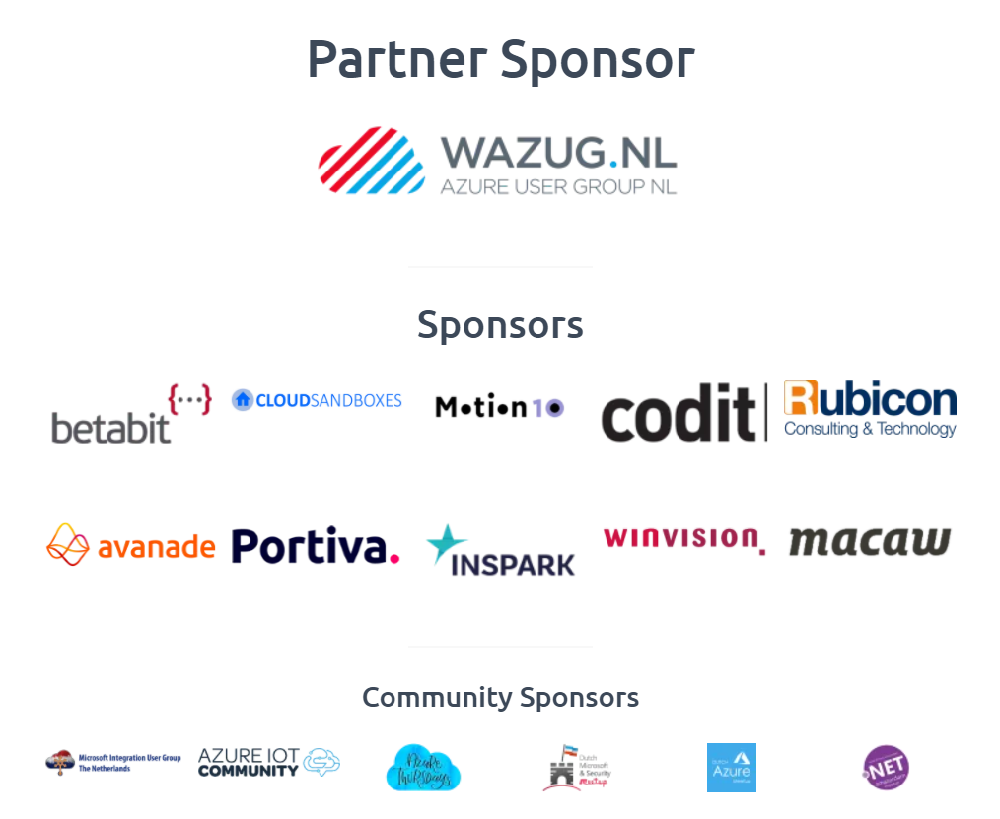 Partner Sponsor
WAZUG.NL
AZURE USER GROUP NL
Sponsors
betabit {···}
CLOUDSANDBOXES
Motion10
codit
Rubicon
Consulting & Technology
avanade
Portiva.
INSPARK
WINVISION.
macaw
Community Sponsors
Microsoft Integration User Group
The Netherlands
AZURE IOT
COMMUNITY
AZURE
THURSDAYS
Dutch
Microsoft
& Security
meetup
DUTCH
Azure
MEETUP
.NET
amsterdam